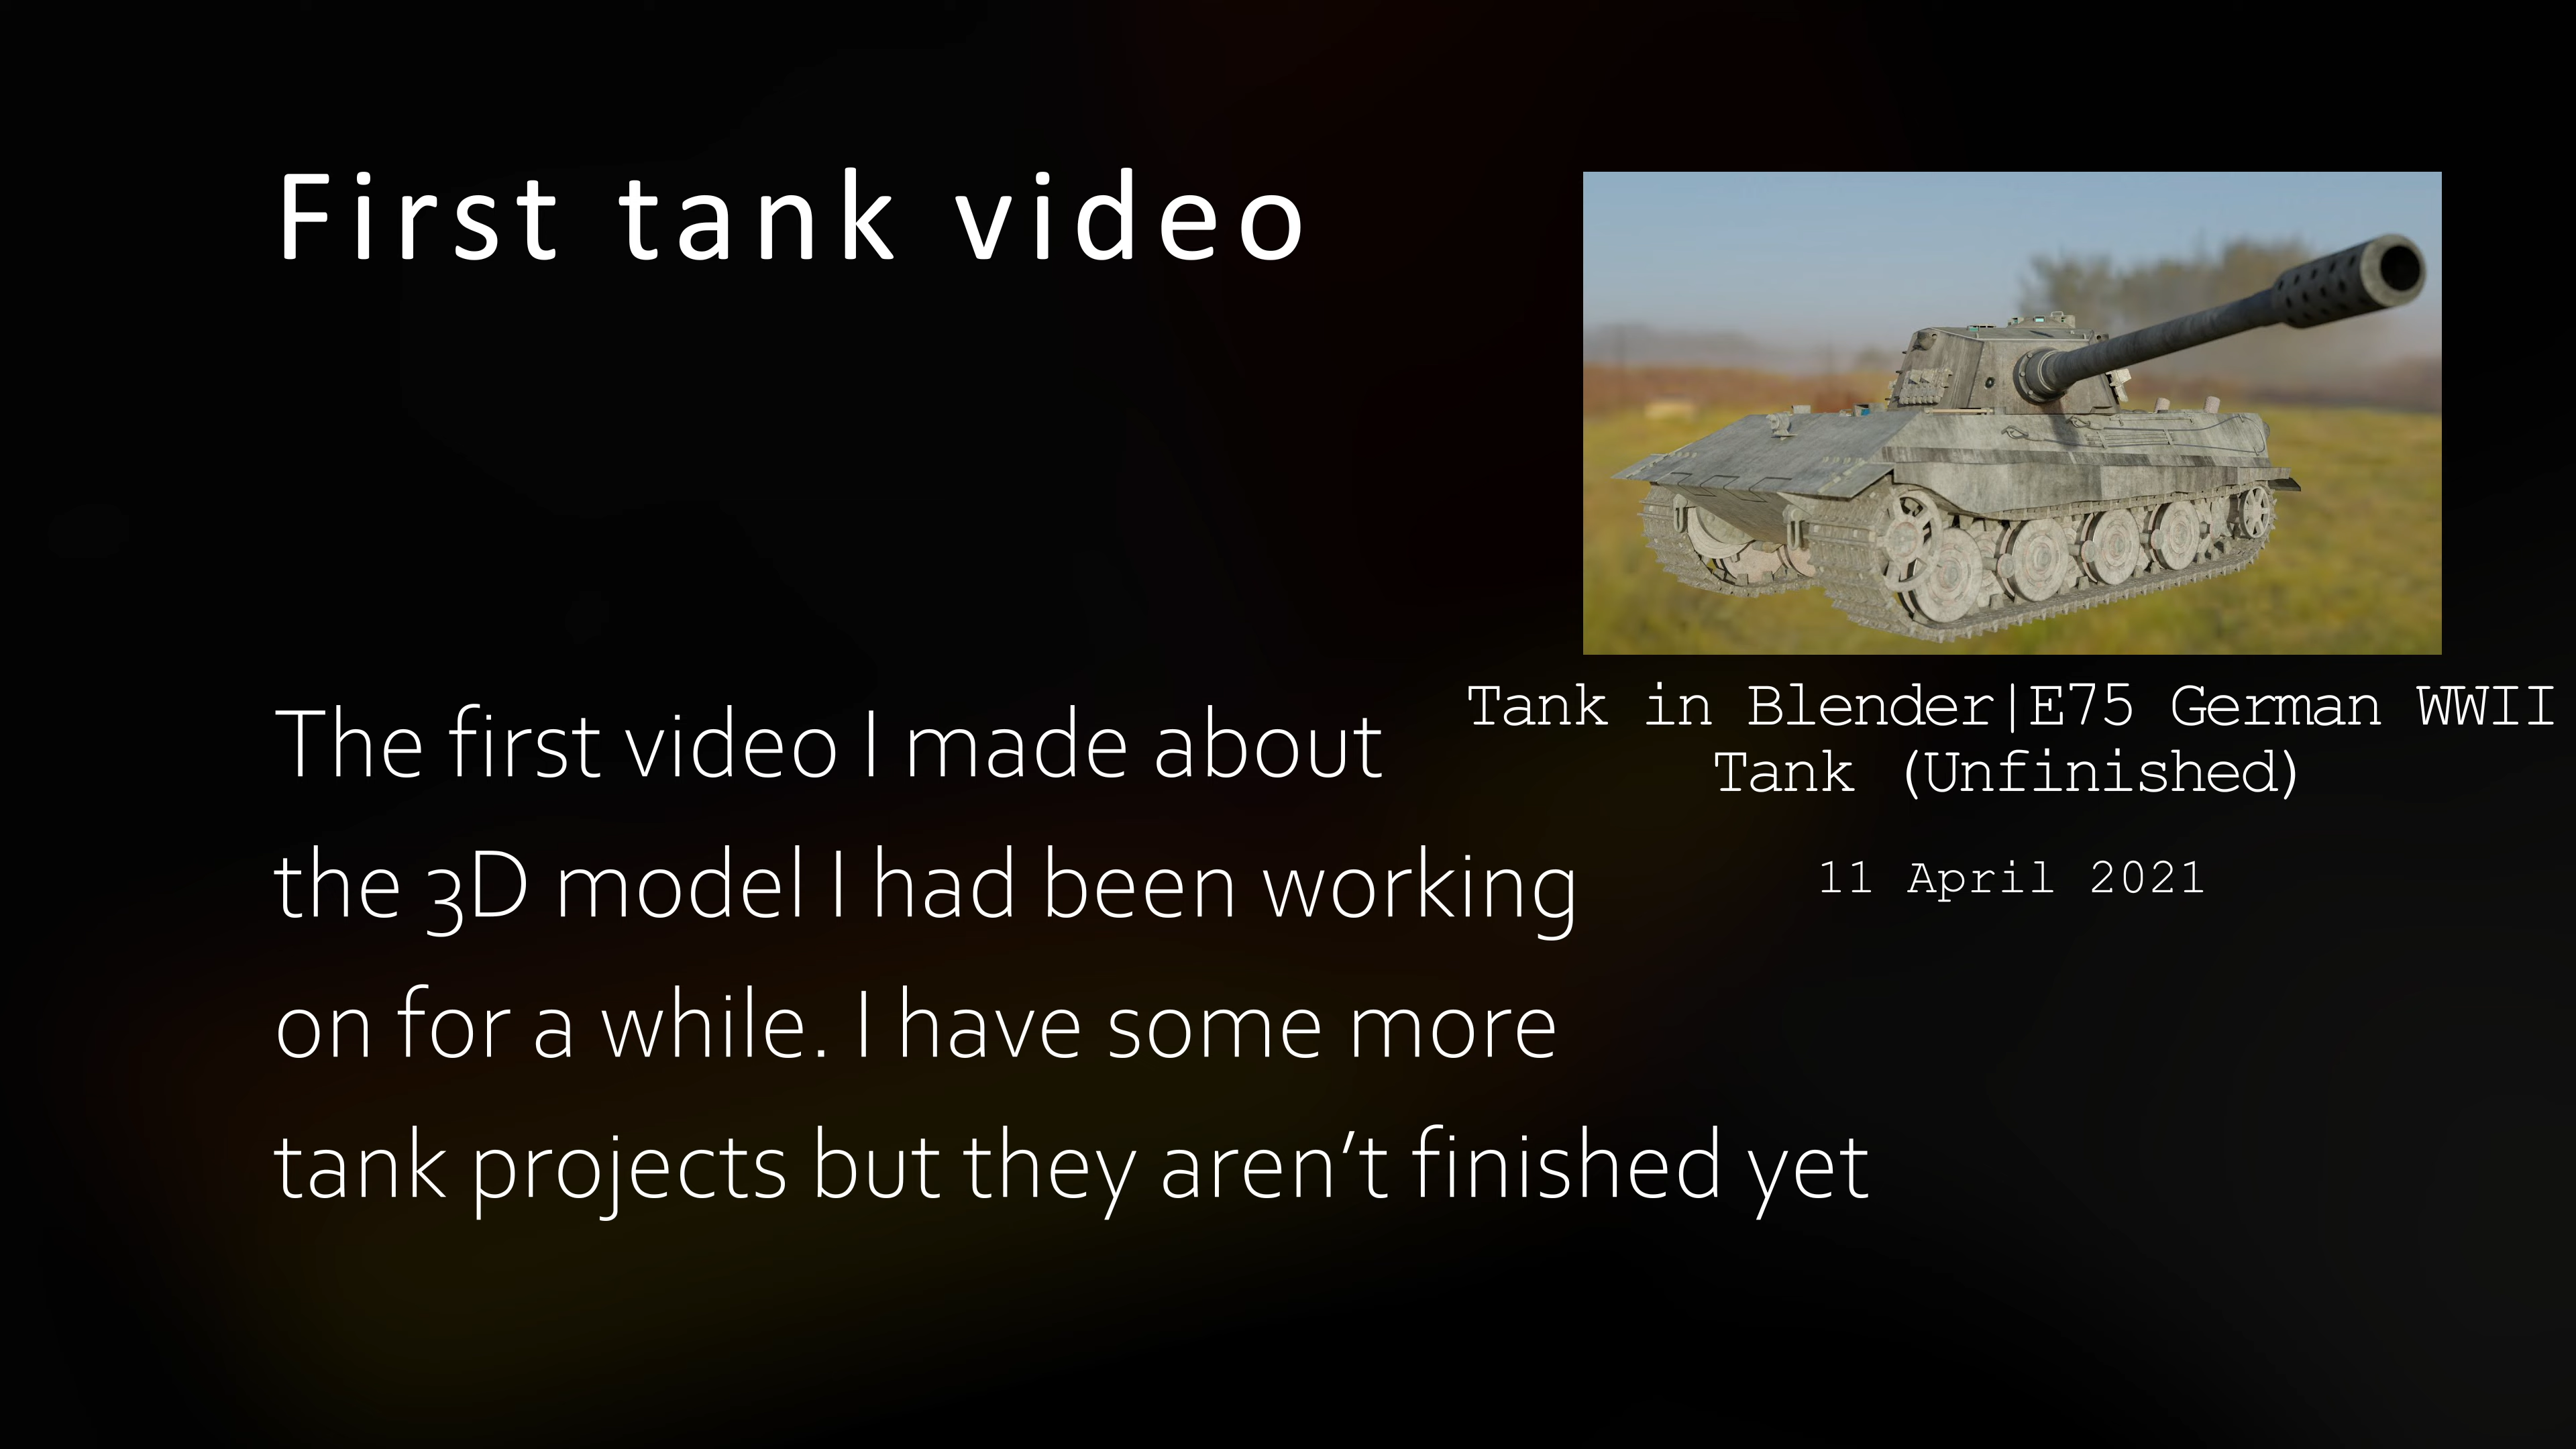 First tank video
The first video I made about
the 3D model I had been working
on for a while. I have some more
tank projects but they aren’t finished yet
Tank in Blender|E75 German WWII
Tank (Unfinished)
11 April 2021